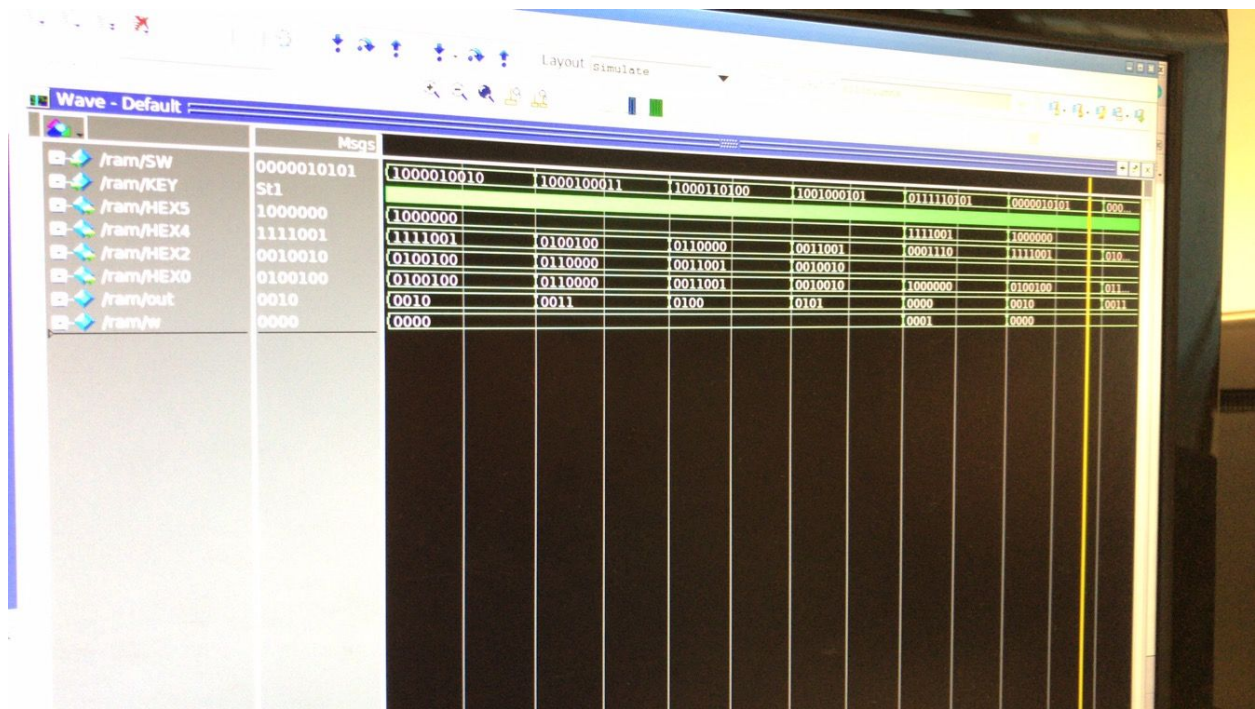 Layout Simulate
Wave - Default
Msgs
/ram/SW 0000010101 1000010010 1000100011 1000110100 1001000101 0111110101 0000010101 000...
/ram/KEY St1
/ram/HEX5 1000000 1000000 1111001 1000000
/ram/HEX4 1111001 1111001 0100100 0110000 0011001 0001110 1111001 010...
/ram/HEX2 0010010 0100100 0110000 0011001 0010010
/ram/HEX0 0100100 0100100 0110000 0011001 0010010 1000000 0100100 011...
/ram/out 0010 0010 0011 0100 0101 0000 0010 0011
/ram/w 0000 0000 0001 0000